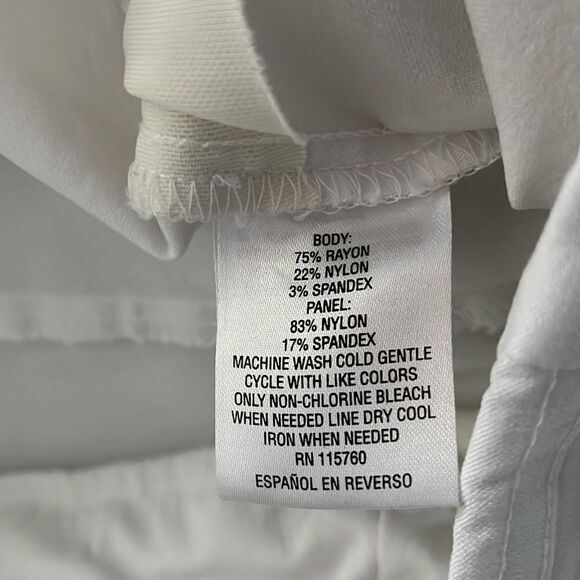 BODY:
75% RAYON
22% NYLON
3% SPANDEX
PANEL:
83% NYLON
17% SPANDEX
MACHINE WASH COLD GENTLE
CYCLE WITH LIKE COLORS
ONLY NON-CHLORINE BLEACH
WHEN NEEDED LINE DRY COOL
IRON WHEN NEEDED
RN 115760
ESPAÑOL EN REVERSO